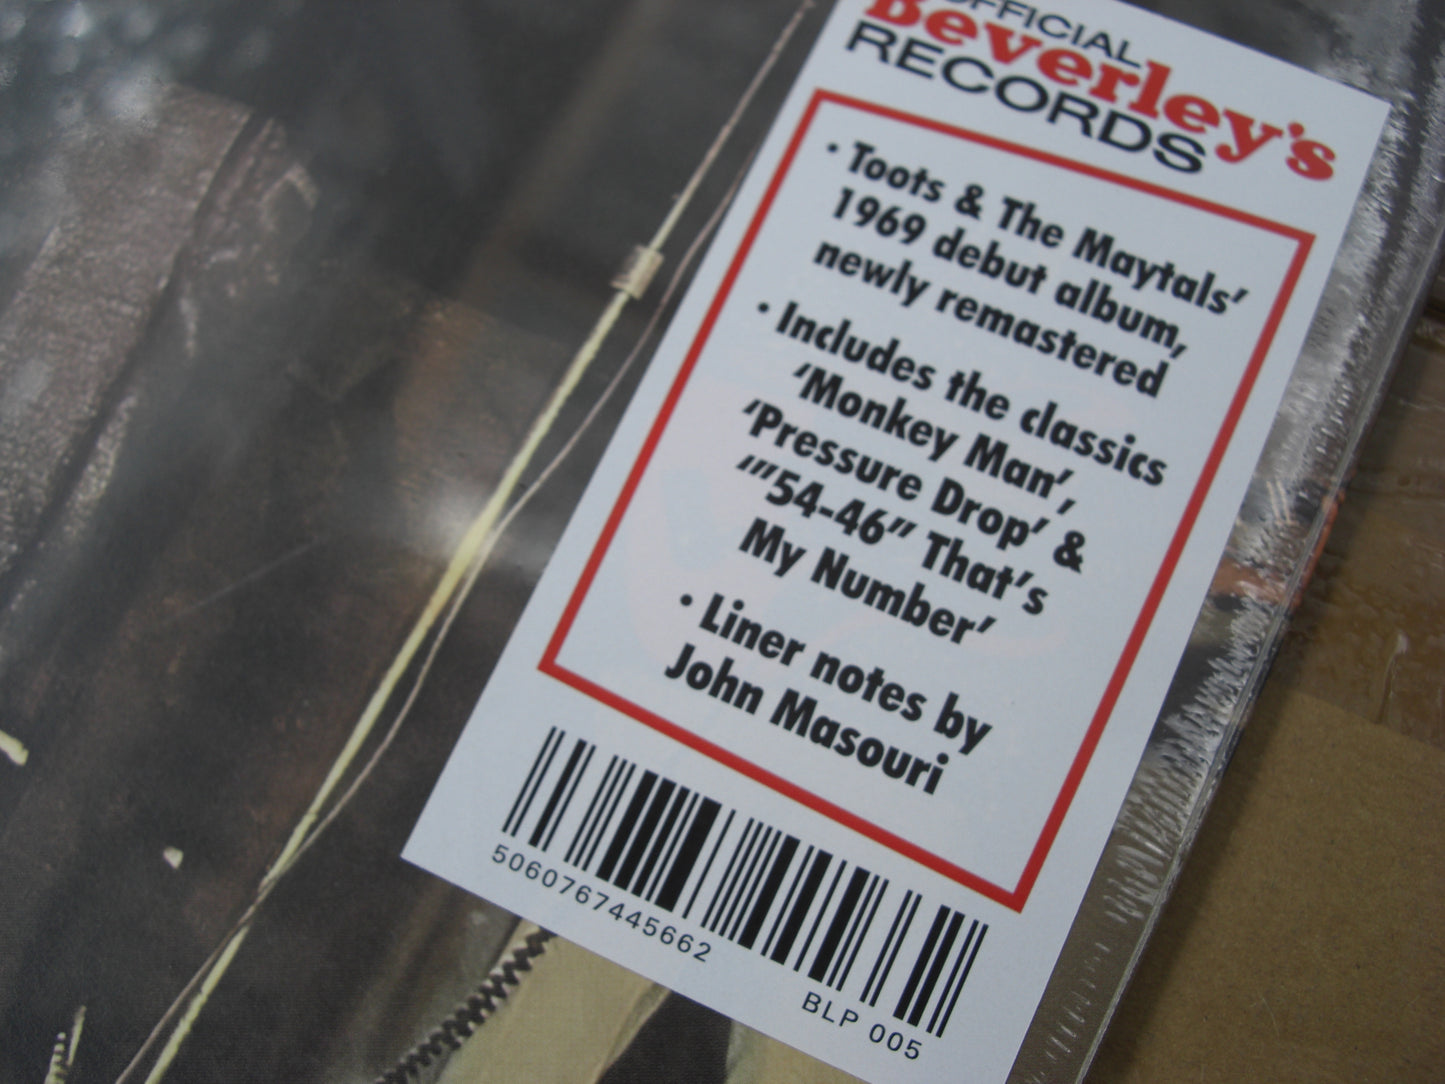 OFFICIAL
Beverley's
RECORDS
· Toots & The Maytals'
1969 debut album,
newly remastered
· Includes the classics
'Monkey Man',
'Pressure Drop' &
'"54-46" That's
My Number'
· Liner notes by
John Masouri
5060767445662
BLP 005